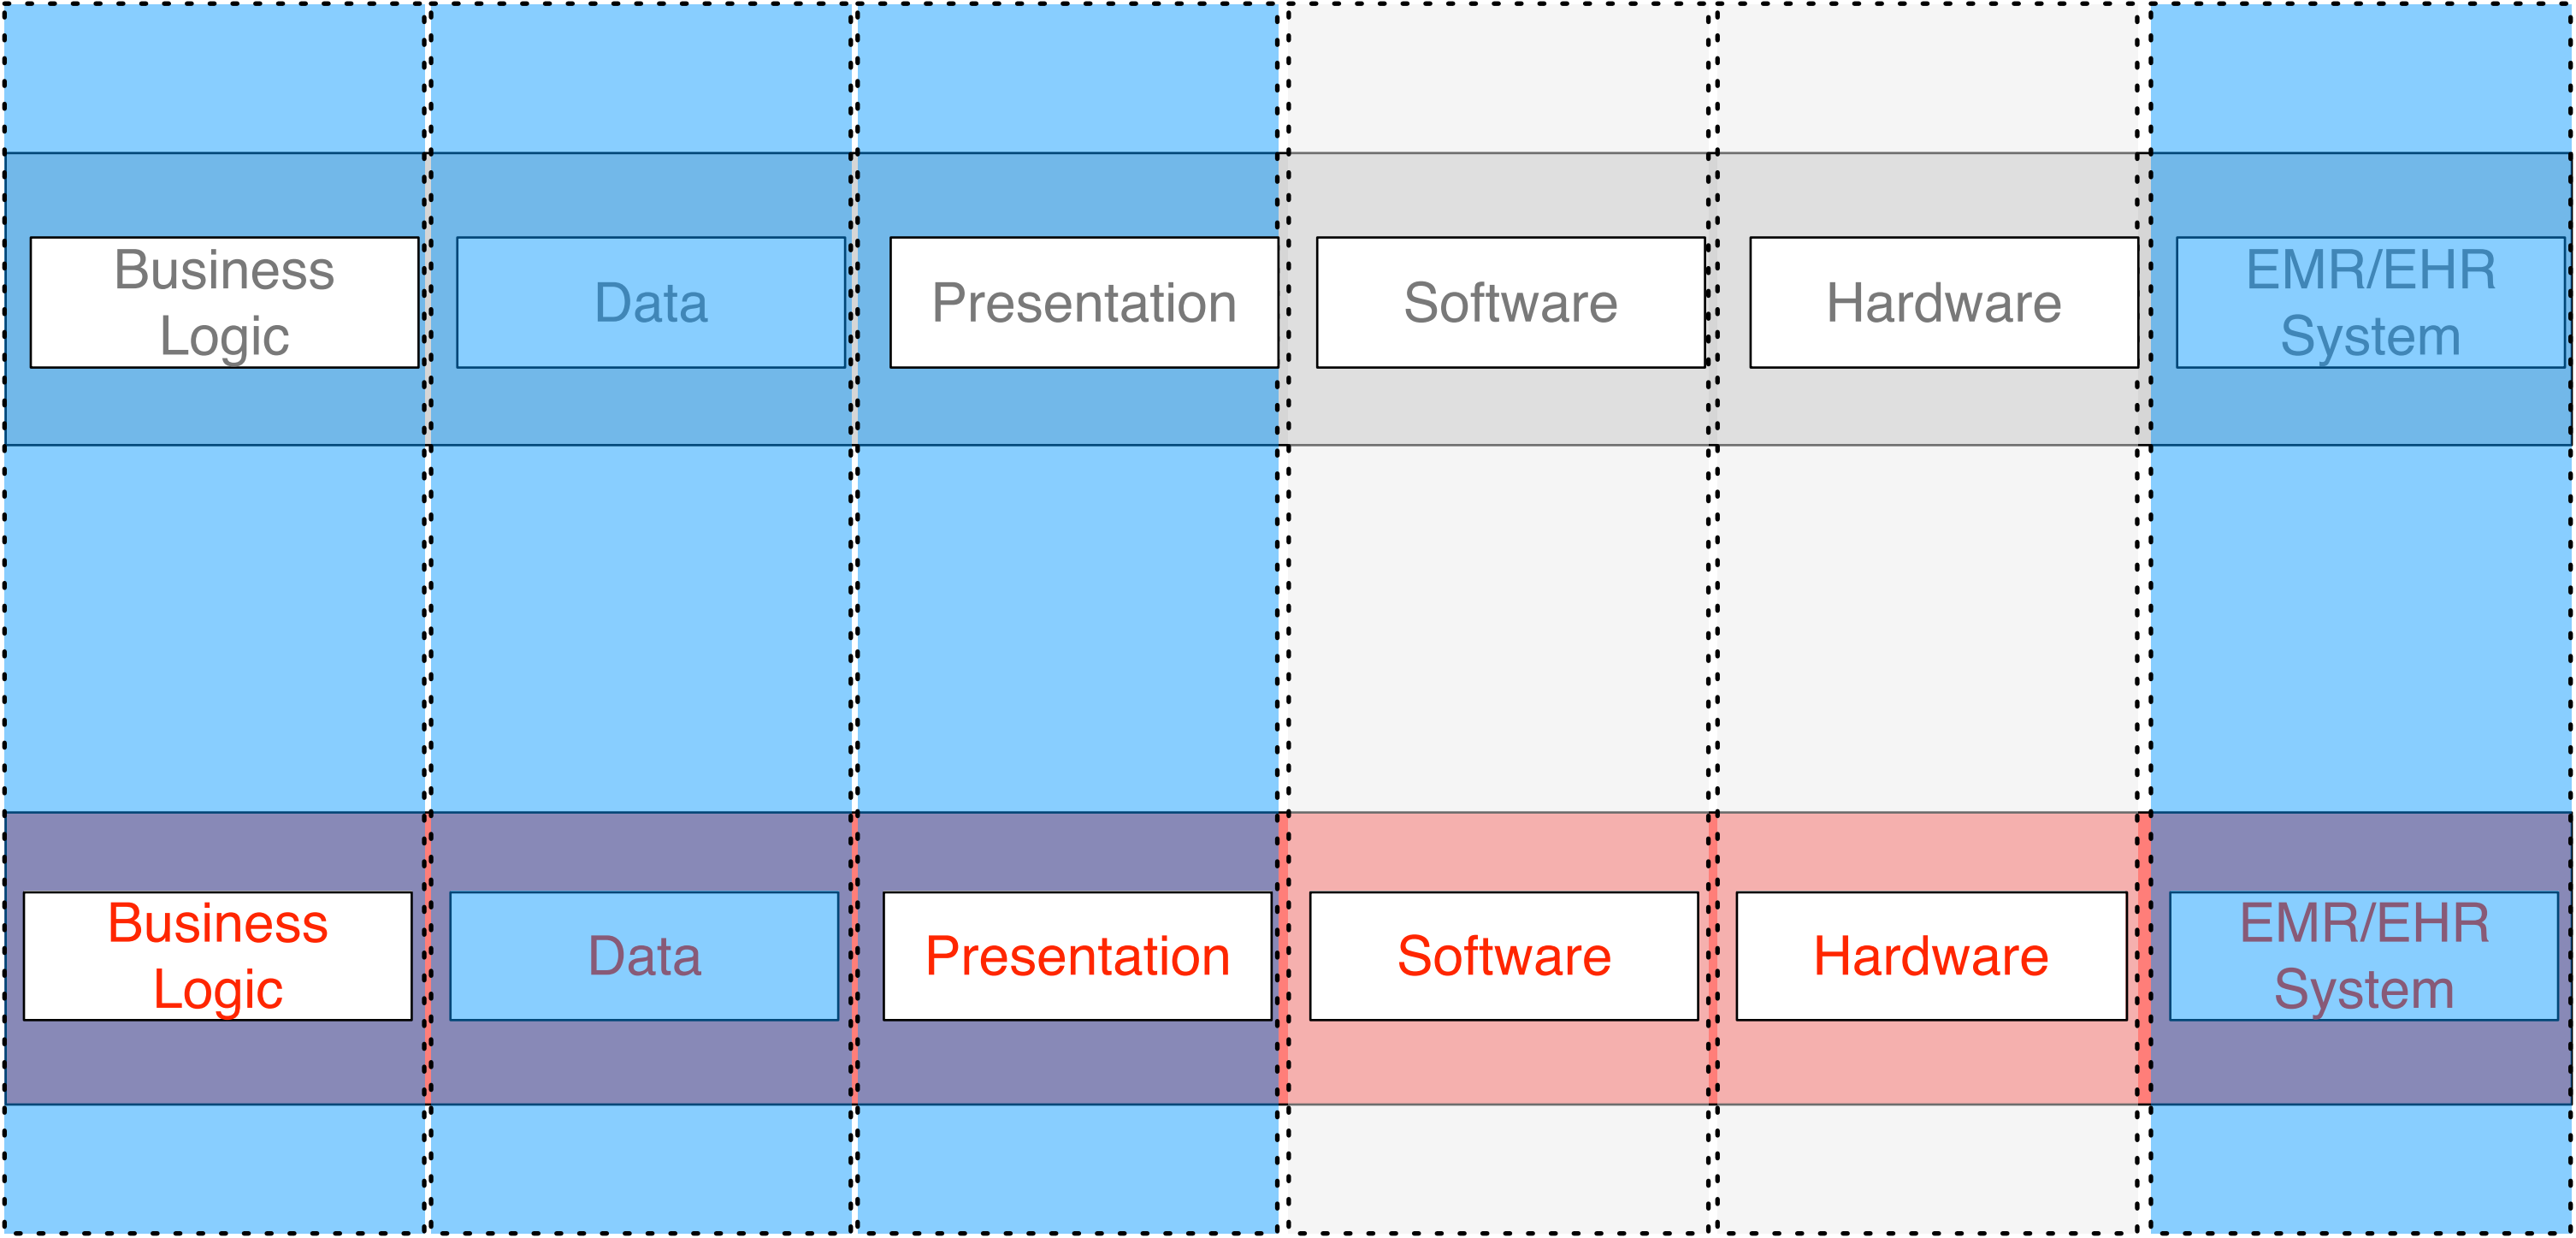 Business
Logic
Data
Presentation
Software
Hardware
EMR/EHR
System
Business
Logic
Data
Presentation
Software
Hardware
EMR/EHR
System